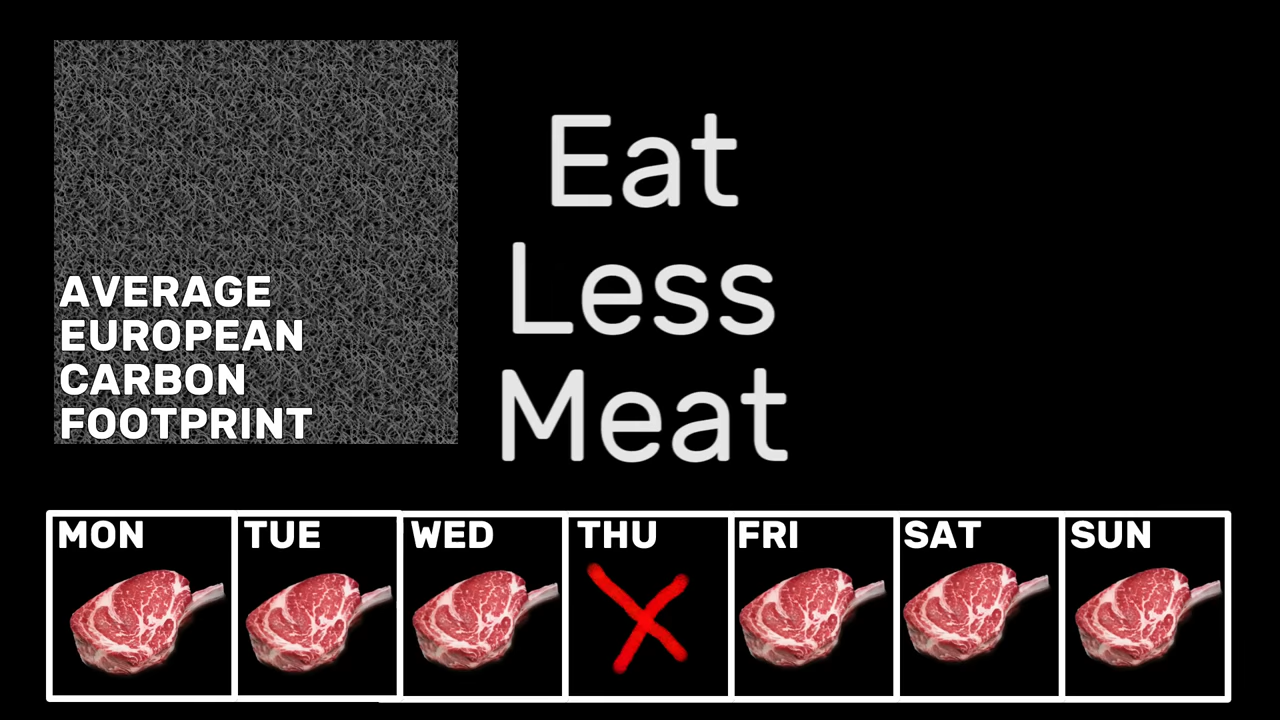 AVERAGE
EUROPEAN
CARBON
FOOTPRINT
Eat
Less
Meat
MON TUE WED THU FRI SAT SUN